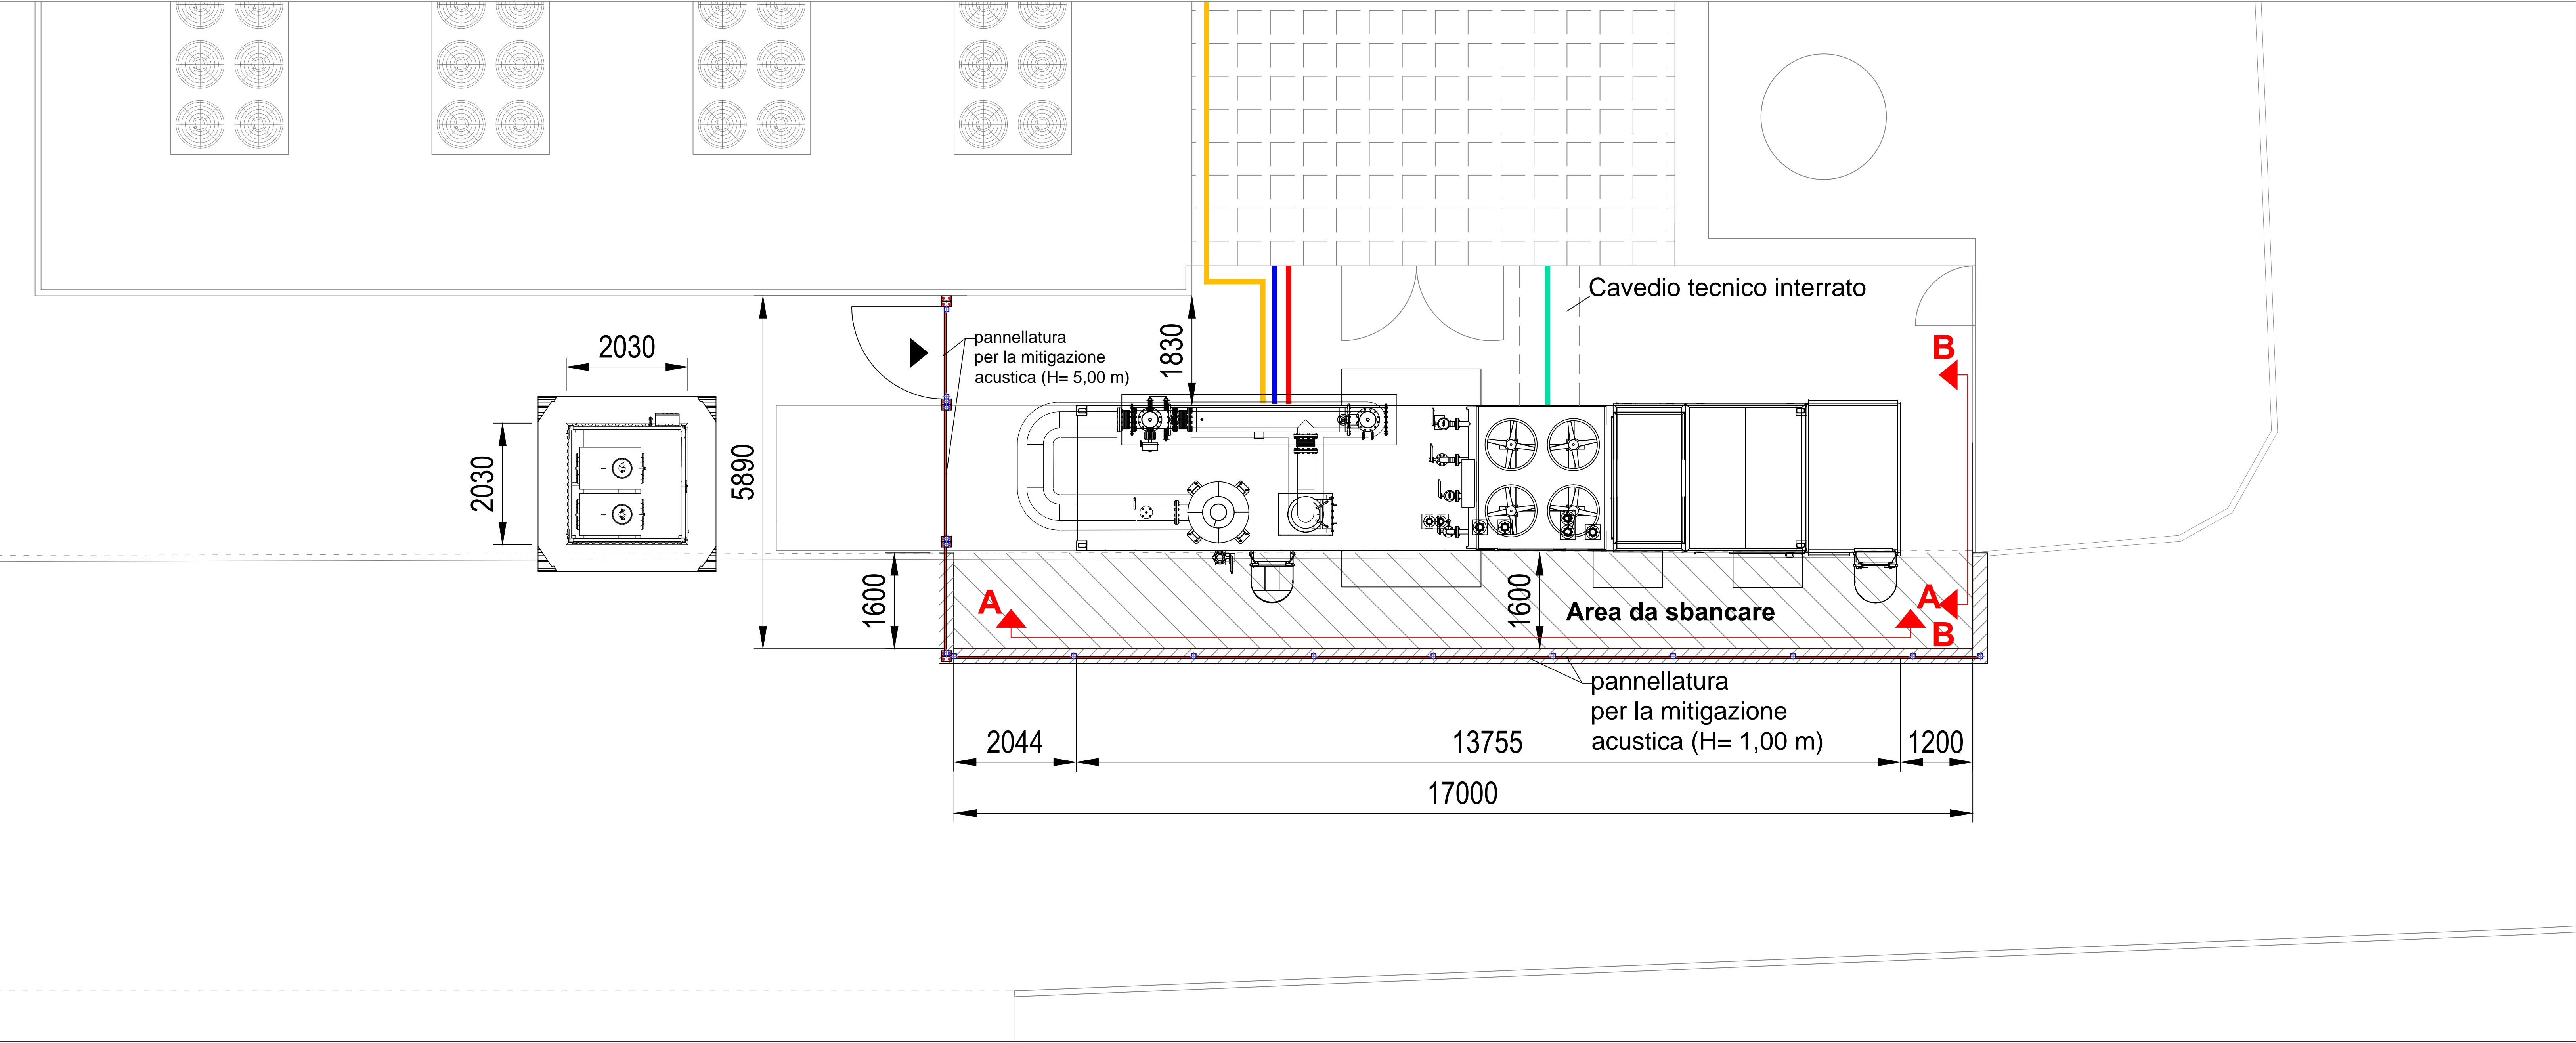 Cavedio tecnico interrato
pannellatura
per la mitigazione
acustica (H= 5,00 m)
1830
B
2030
2030
5890
1600
A
1600
Area da sbancare
A
B
pannellatura
per la mitigazione
acustica (H= 1,00 m)
2044
13755
1200
17000